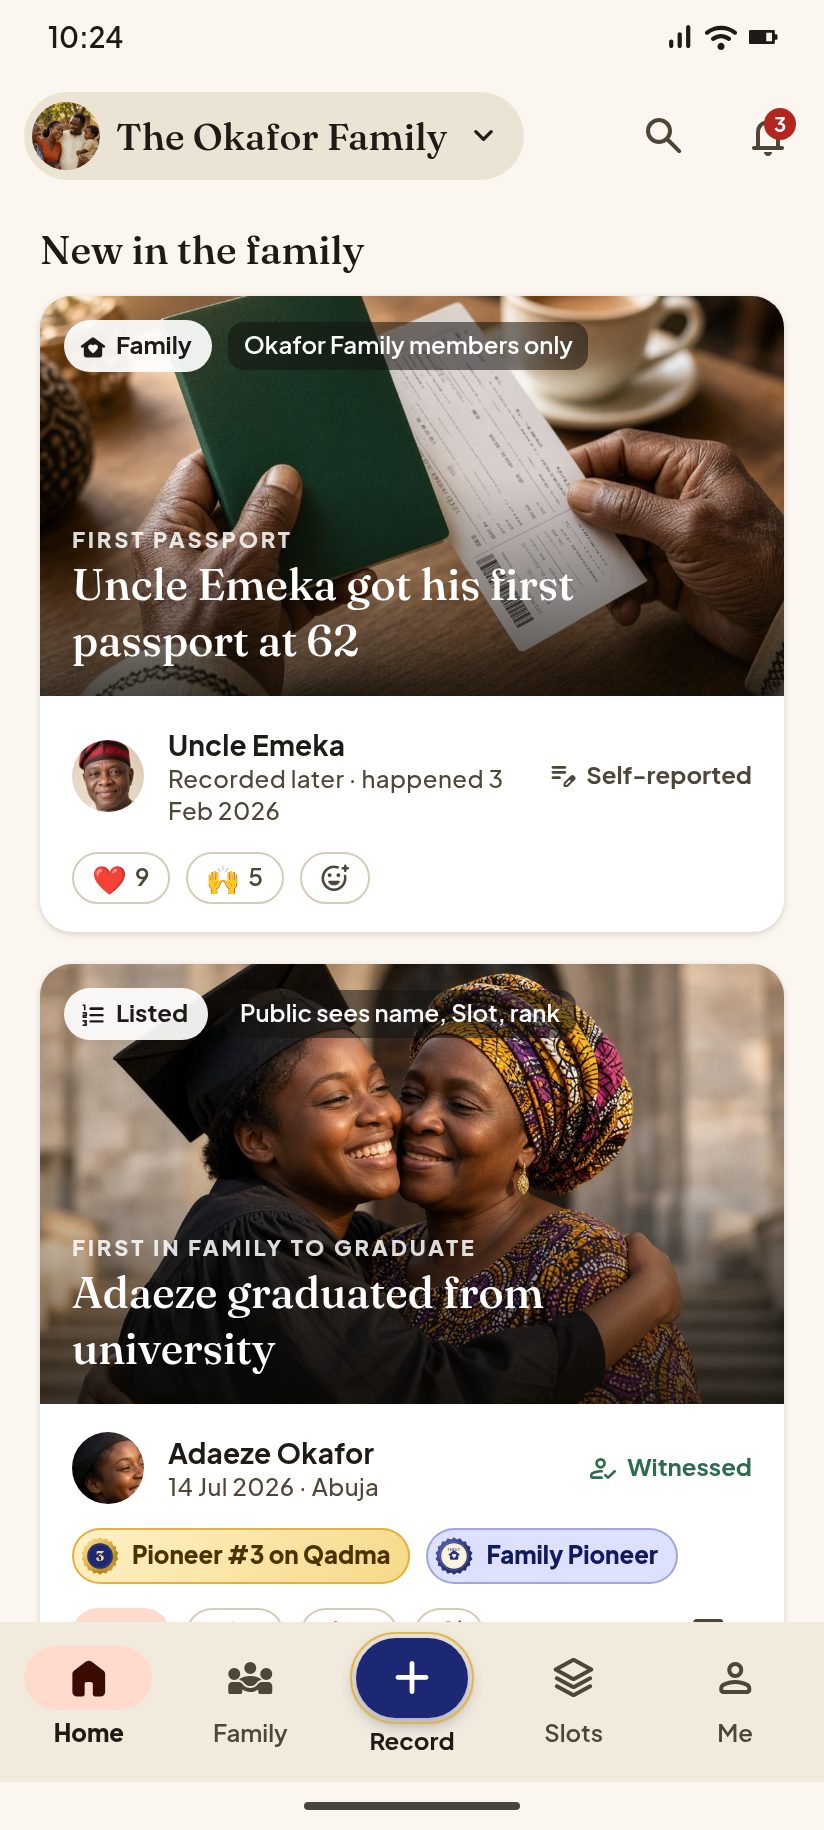 10:24
The Okafor Family
3
New in the family
Family
Okafor Family members only
FIRST PASSPORT
Uncle Emeka got his first
passport at 62
Uncle Emeka
Recorded later · happened 3
Feb 2026
Self-reported
❤️ 9
🙌 5
Listed
Public sees name, Slot, rank
FIRST IN FAMILY TO GRADUATE
Adaeze graduated from
university
Adaeze Okafor
14 Jul 2026 · Abuja
Witnessed
3
Pioneer #3 on Qadma
Family Pioneer
Home
Family
Record
Slots
Me